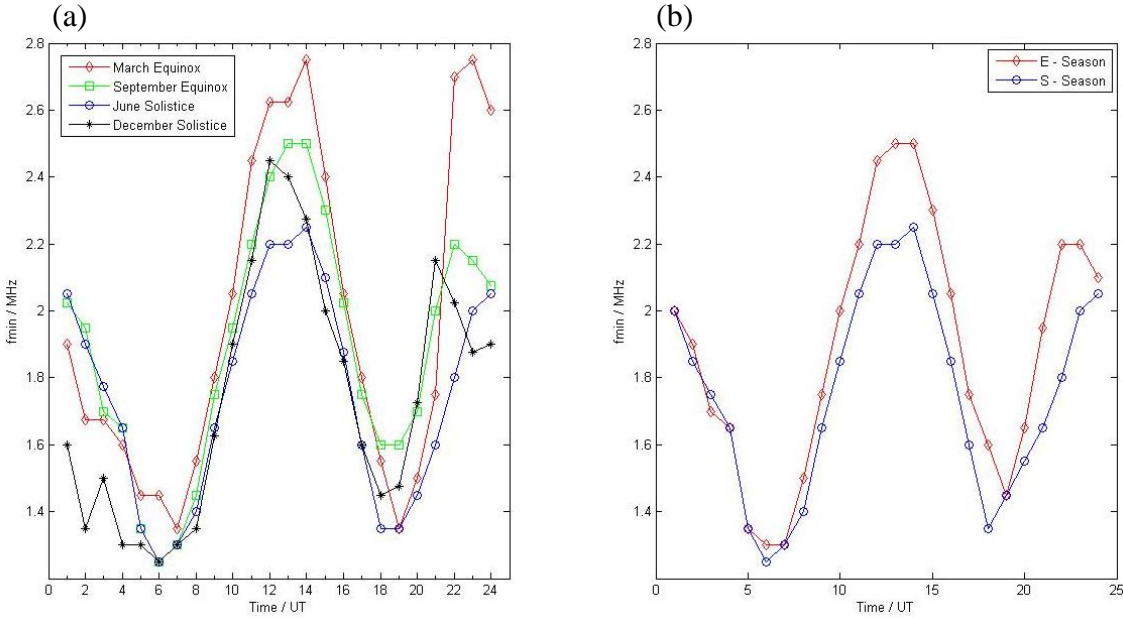 (a)
2.8
2.6
2.4
2.2
2
1.8
1.6
1.4
fmin / MHz
March Equinox
September Equinox
June Solistice
December Solistice
0 2 4 6 8 10 12 14 16 18 20 22 24
Time / UT
(b)
2.8
2.6
2.4
2.2
2
1.8
1.6
1.4
fmin / MHz
E - Season
S - Season
0 5 10 15 20 25
Time / UT